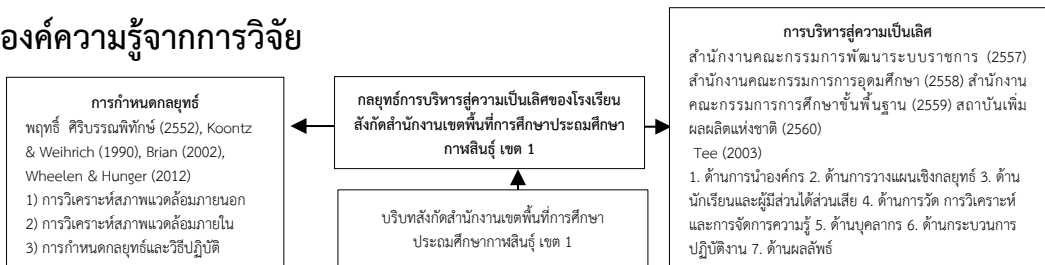 องค์ความรู้จากการวิจัย
การกำหนดกลยุทธ์
พฤทธิ์ ศิริบรรณพิทักษ์ (2552), Koontz
& Weihrich (1990), Brian (2002),
Wheelen & Hunger (2012)
1) การวิเคราะห์สภาพแวดล้อมภายนอก
2) การวิเคราะห์สภาพแวดล้อมภายใน
3) การกำหนดกลยุทธ์และวิธีปฏิบัติ
กลยุทธ์การบริหารสู่ความเป็นเลิศของโรงเรียน
สังกัดสำนักงานเขตพื้นที่การศึกษาประถมศึกษา
กาฬสินธุ์ เขต 1
บริบทสังกัดสำนักงานเขตพื้นที่การศึกษา
ประถมศึกษากาฬสินธุ์ เขต 1
การบริหารสู่ความเป็นเลิศ
สำนักงานคณะกรรมการพัฒนาระบบราชการ (2557)
สำนักงานคณะกรรมการการอุดมศึกษา (2558) สำนักงาน
คณะกรรมการการศึกษาขั้นพื้นฐาน (2559) สถาบันเพิ่ม
ผลผลิตแห่งชาติ (2560)
Tee (2003)
1. ด้านการนำองค์กร 2. ด้านการวางแผนเชิงกลยุทธ์ 3. ด้าน
นักเรียนและผู้มีส่วนได้ส่วนเสีย 4. ด้านการวัด การวิเคราะห์
และการจัดการความรู้ 5. ด้านบุคลากร 6. ด้านกระบวนการ
ปฏิบัติงาน 7. ด้านผลลัพธ์